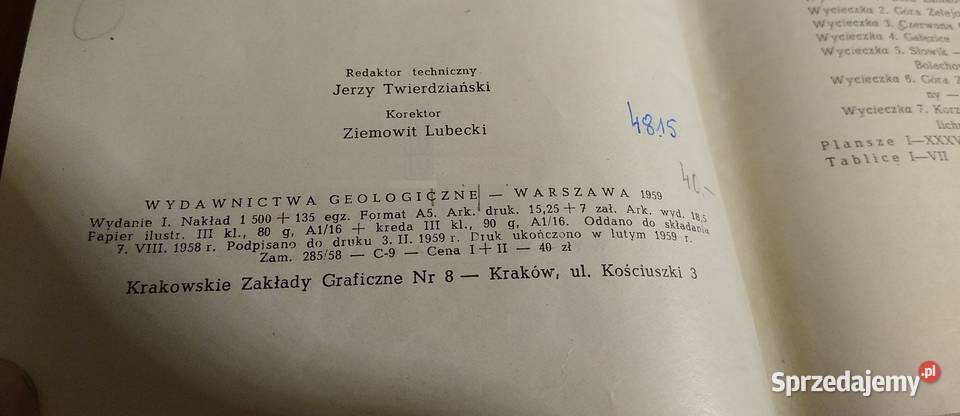 Redaktor techniczny
Jerzy Twierdziański
Korektor
Ziemowit Lubecki
4815
40,-
WYDAWNICTWA GEOLOGICZNE — WARSZAWA 1959
Wydanie I. Nakład 1 500 + 135 egz. Format A5. Ark. druk. 15,25 + 7 zał. Ark. wyd. 18,5
Papier ilustr. III kl., 80 g, A1/16 + kreda III kl., 90 g, A1/16. Oddano do składania
7. VIII. 1958 r. Podpisano do druku 3. II. 1959 r. Druk ukończono w lutym 1959 r.
Zam. 285/58 — C-9 — Cena I + II — 40 zł
Krakowskie Zakłady Graficzne Nr 8 — Kraków, ul. Kościuszki 3
Wycieczka 2. Góra Zelejo
Wycieczka 3. Czerwona
Wycieczka 4. Gałęzice
Wycieczka 5. Słowik —
Bolecho
Wycieczka 6. Góra Z
ny —
Wycieczka 7. Korz
lich
Plansze I—XXXV
Tablice I—VII
Sprzedajemy.pl